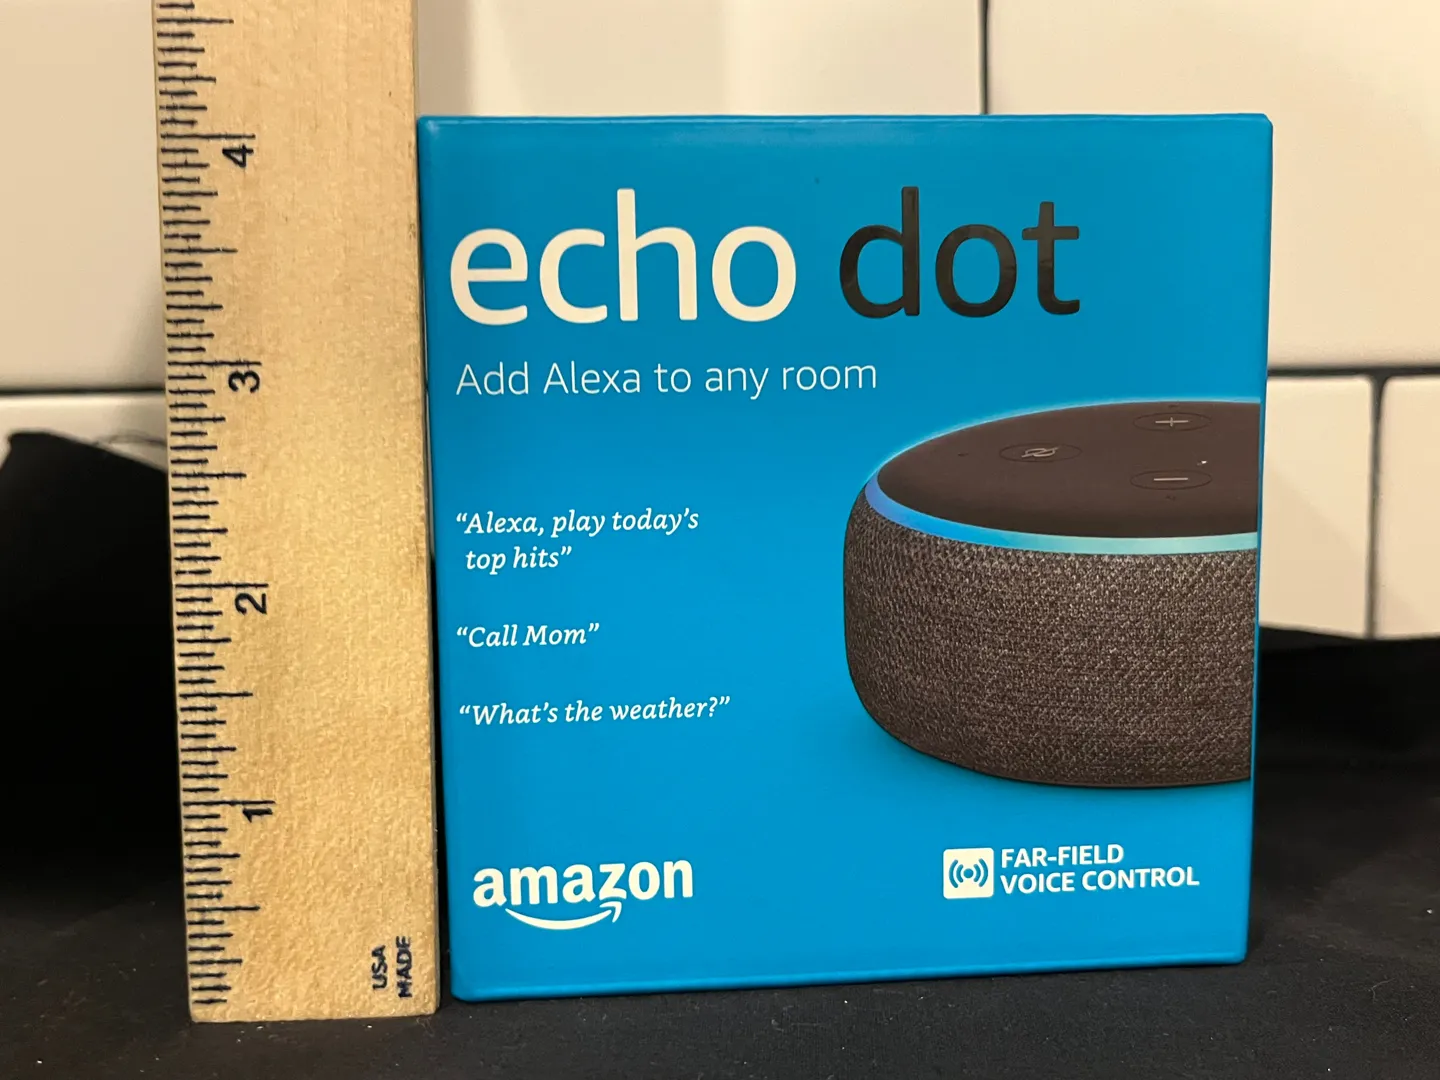 4
3
2
1
USA
MADE
echo dot
Add Alexa to any room
“Alexa, play today’s
top hits”
“Call Mom”
“What’s the weather?”
amazon
FAR-FIELD
VOICE CONTROL